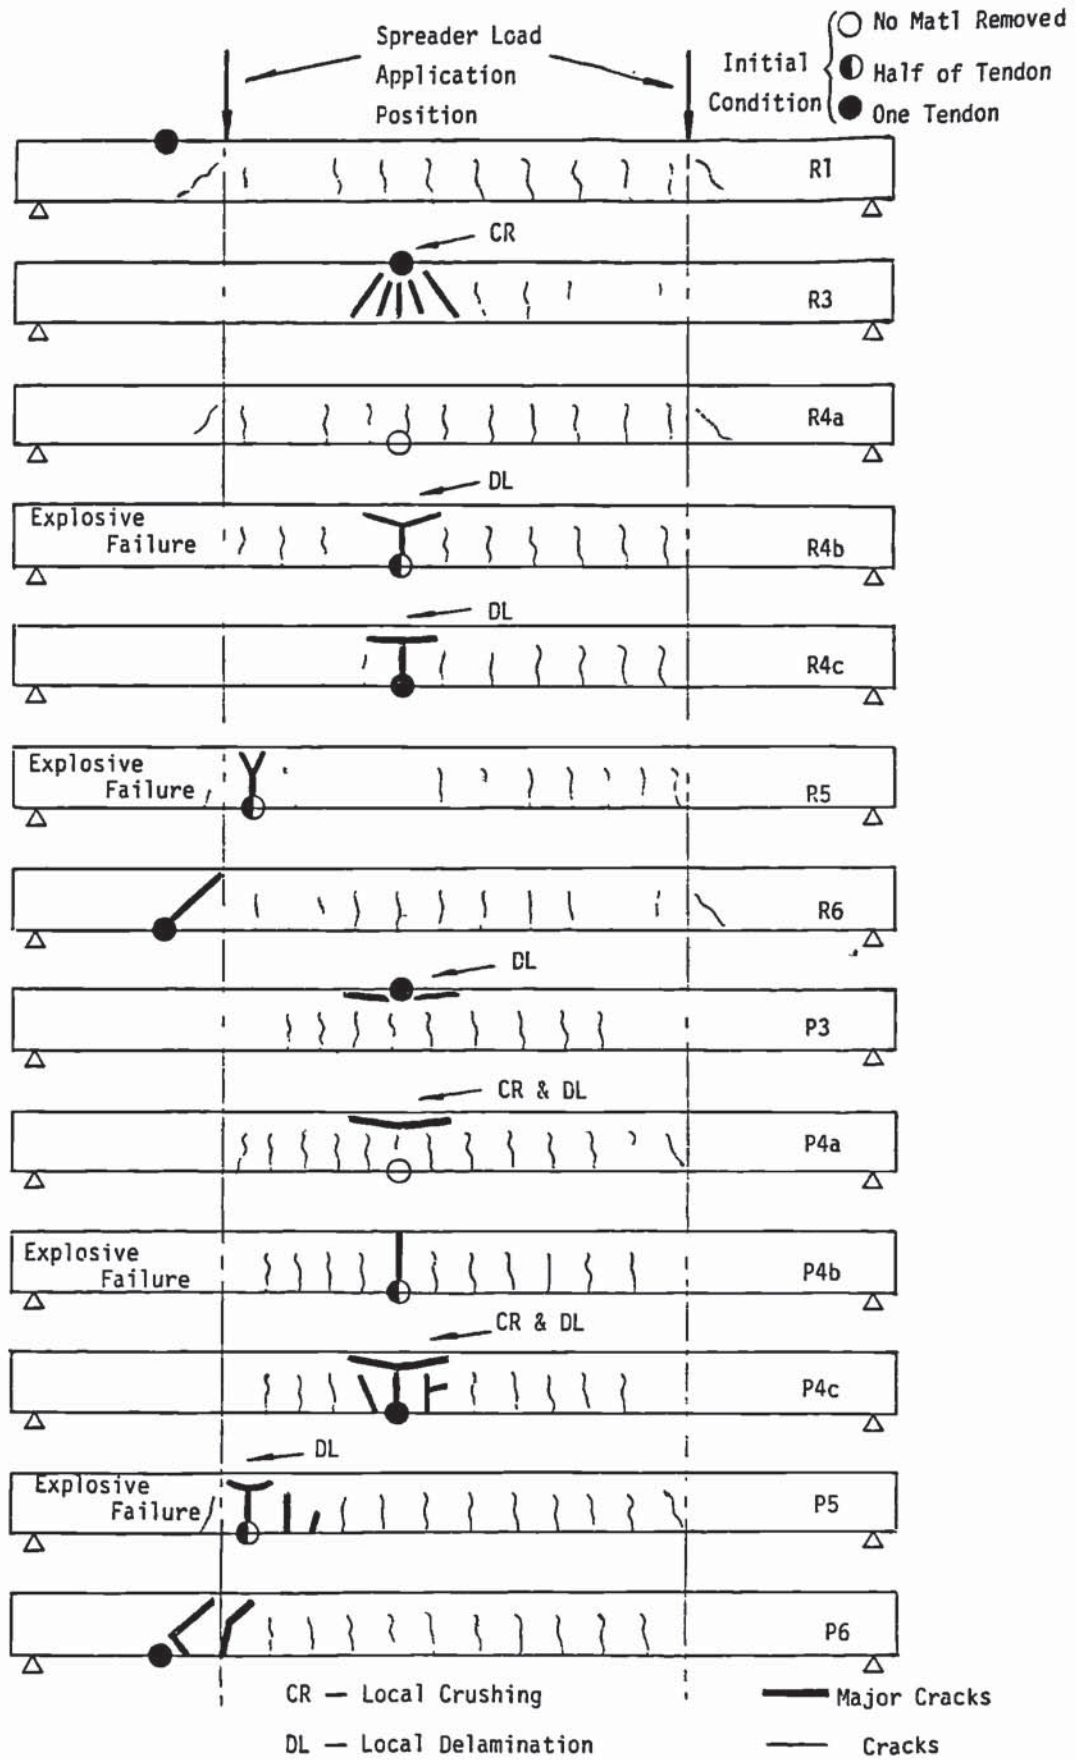 Spreader Load
Application
Position
Initial
Condition
No Matl Removed
Half of Tendon
One Tendon
R1
CR
R3
R4a
DL
Explosive
Failure
R4b
DL
R4c
Explosive
Failure
R5
R6
DL
P3
CR & DL
P4a
Explosive
Failure
P4b
CR & DL
P4c
DL
Explosive
Failure
P5
P6
CR — Local Crushing
Major Cracks
DL — Local Delamination
Cracks